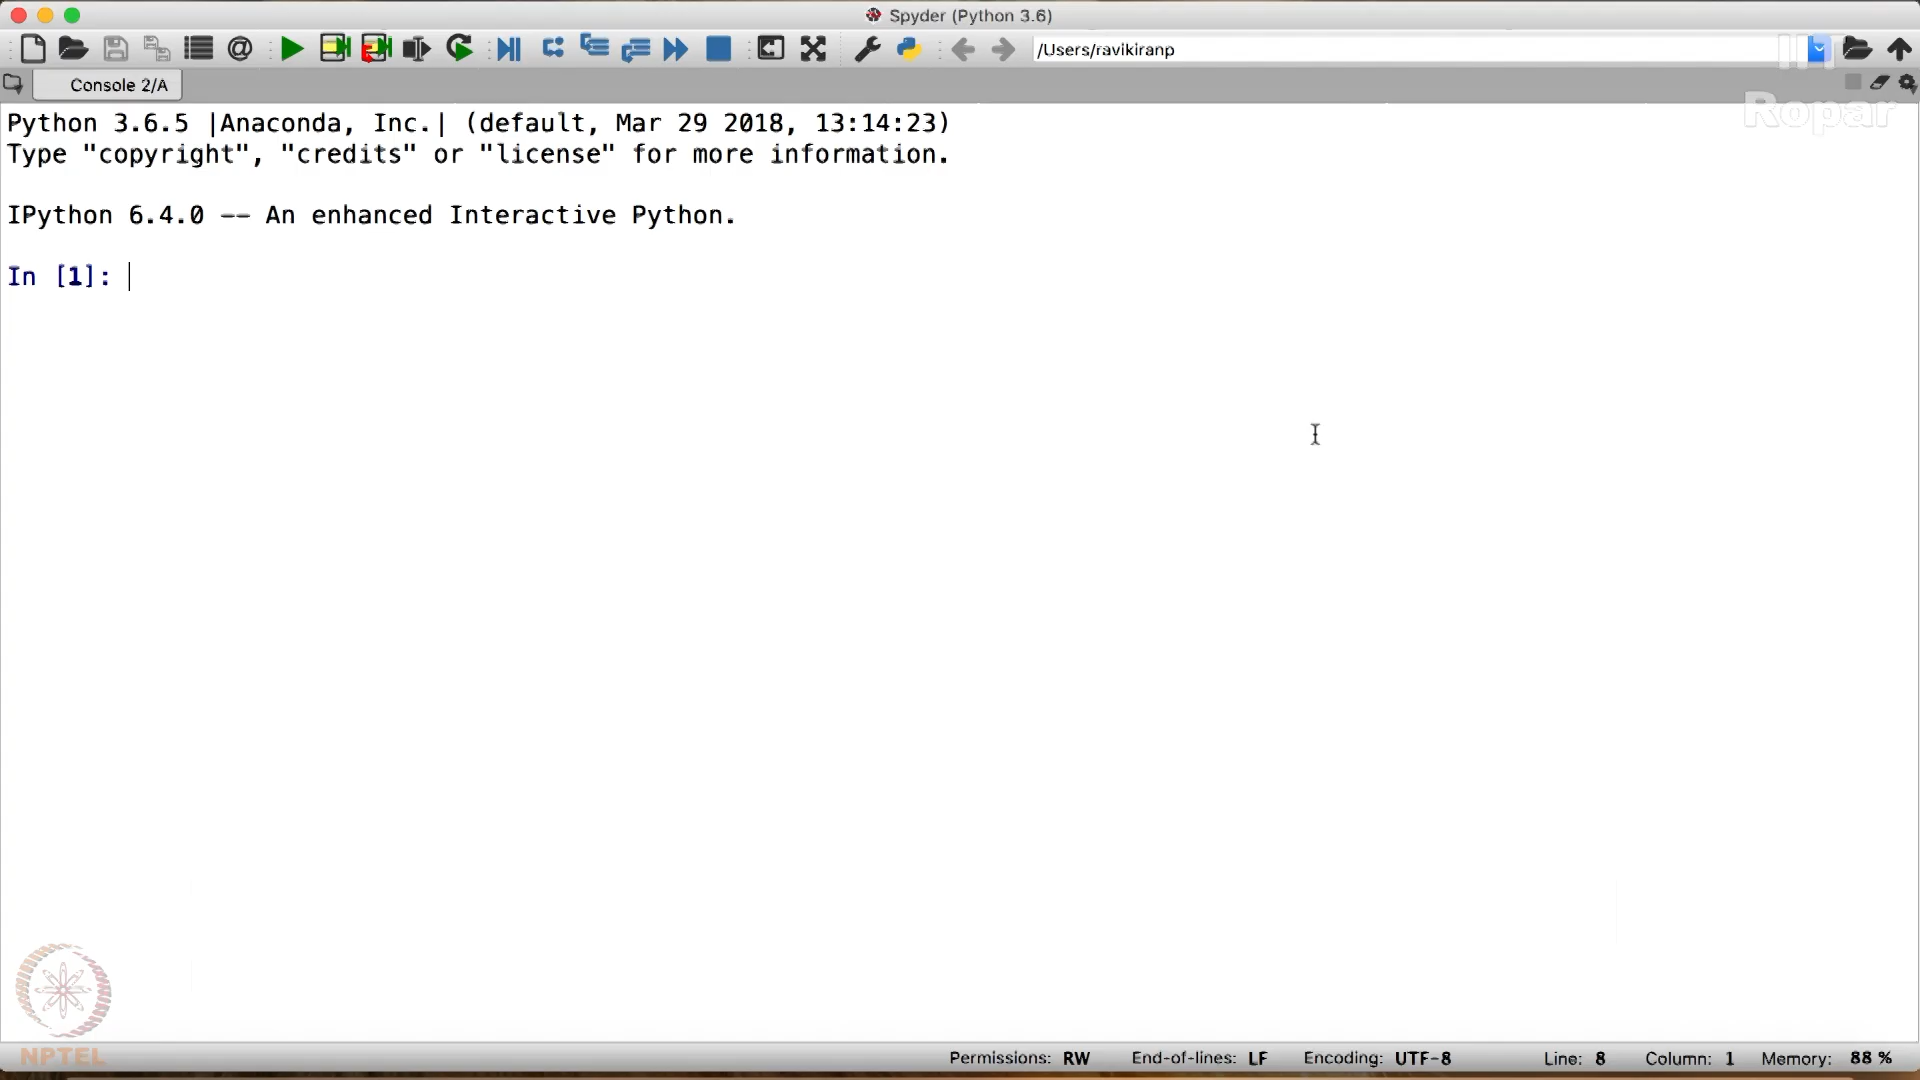 Spyder (Python 3.6)
/Users/ravikiranp
Console 2/A
Ropar
Python 3.6.5 |Anaconda, Inc.| (default, Mar 29 2018, 13:14:23)
Type "copyright", "credits" or "license" for more information.
IPython 6.4.0 -- An enhanced Interactive Python.
In [1]:
NPTEL
Permissions: RW End-of-lines: LF Encoding: UTF-8 Line: 8 Column: 1 Memory: 88 %